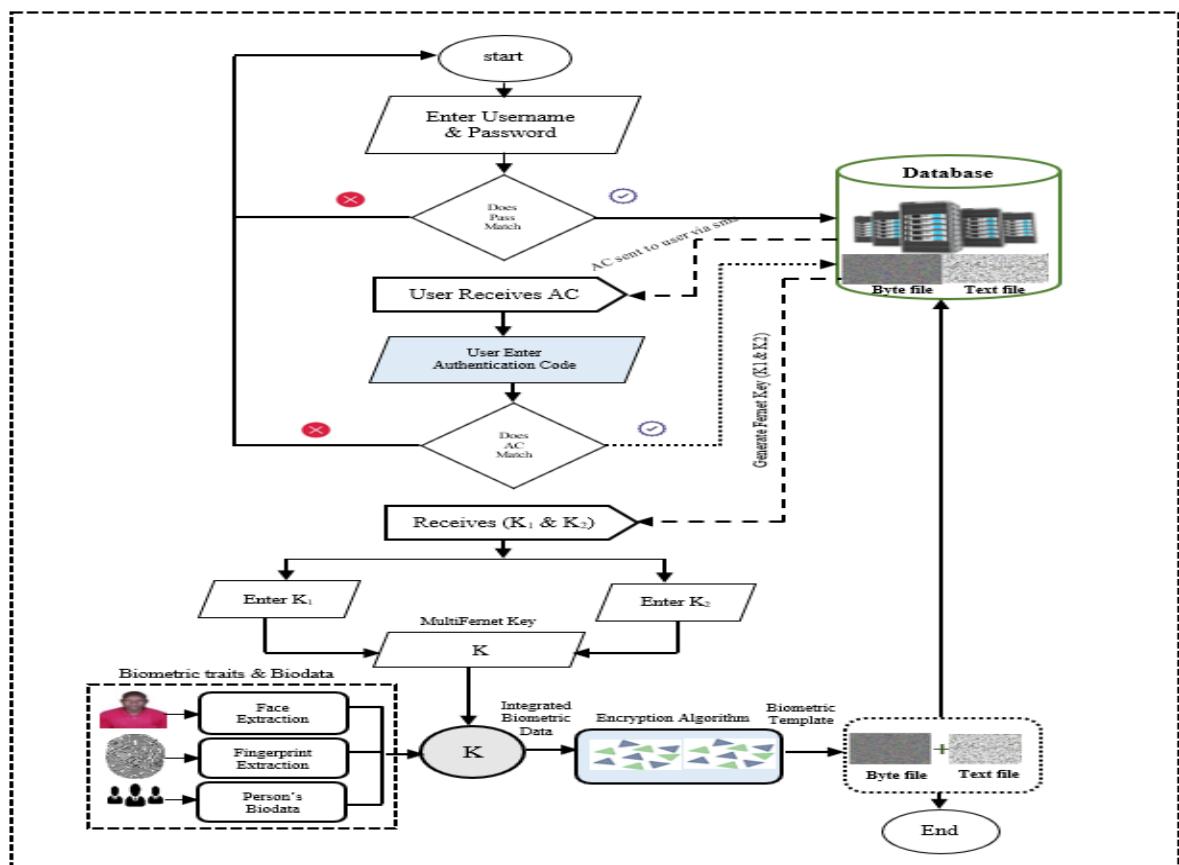 start
Enter Username
& Password
Database
Does
Pass
Match
AC sent to user via sms
Byte file
Text file
User Receives AC
User Enter
Authentication Code
Generate Fernet Key (K1 & K2)
Does
AC
Match
Receives (K₁ & K₂)
Enter K₁
Enter K₂
MultiFernet Key
K
Biometric traits & Biodata
Face
Extraction
Fingerprint
Extraction
Person's
Biodata
K
Integrated
Biometric
Data
Encryption Algorithm
Biometric
Template
+
Byte file
Text file
End